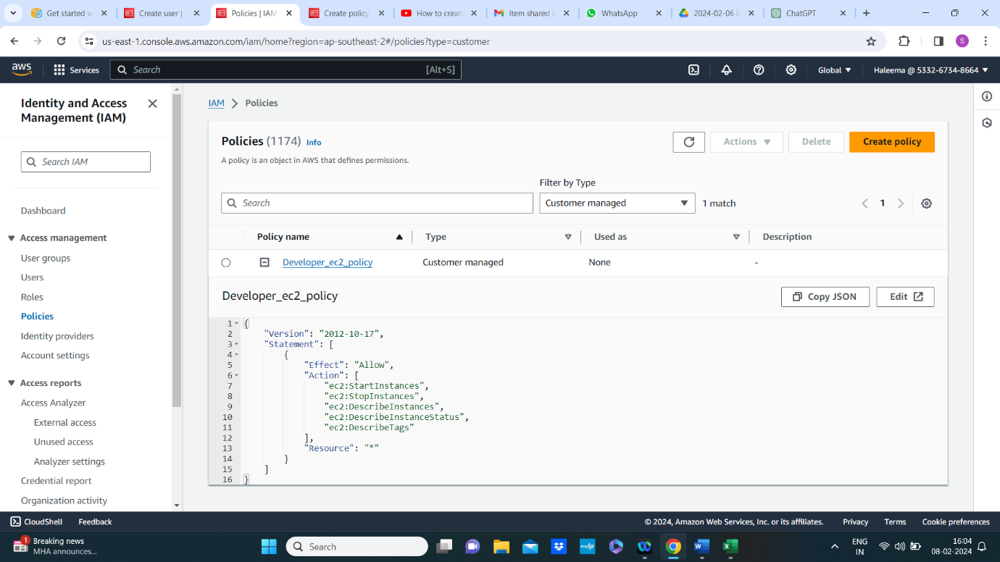 Get started w
Create user |
Policies | IAM
Create policy
How to create
Item shared w
WhatsApp
2024-02-06 I
ChatGPT
us-east-1.console.aws.amazon.com/iam/home?region=ap-southeast-2#/policies?type=customer
S
aws
Services
Search [Alt+S]
Global
Haleema @ 5332-6734-8664
Identity and Access
Management (IAM)
Search IAM
Dashboard
Access management
User groups
Users
Roles
Policies
Identity providers
Account settings
Access reports
Access Analyzer
External access
Unused access
Analyzer settings
Credential report
Organization activity
IAM > Policies
Policies (1174) Info
A policy is an object in AWS that defines permissions.
Actions
Delete
Create policy
Filter by Type
Search
Customer managed
1 match
1
Policy name Type Used as Description
Developer_ec2_policy Customer managed None -
Developer_ec2_policy
Copy JSON
Edit
1 {
2 "Version": "2012-10-17",
3 "Statement": [
4 {
5 "Effect": "Allow",
6 "Action": [
7 "ec2:StartInstances",
8 "ec2:StopInstances",
9 "ec2:DescribeInstances",
10 "ec2:DescribeInstanceStatus",
11 "ec2:DescribeTags"
12 ],
13 "Resource": "*"
14 }
15 ]
16 }
CloudShell Feedback
© 2024, Amazon Web Services, Inc. or its affiliates. Privacy Terms Cookie preferences
1
Breaking news
MHA announces...
Search
myhp
ENG
IN
16:04
08-02-2024